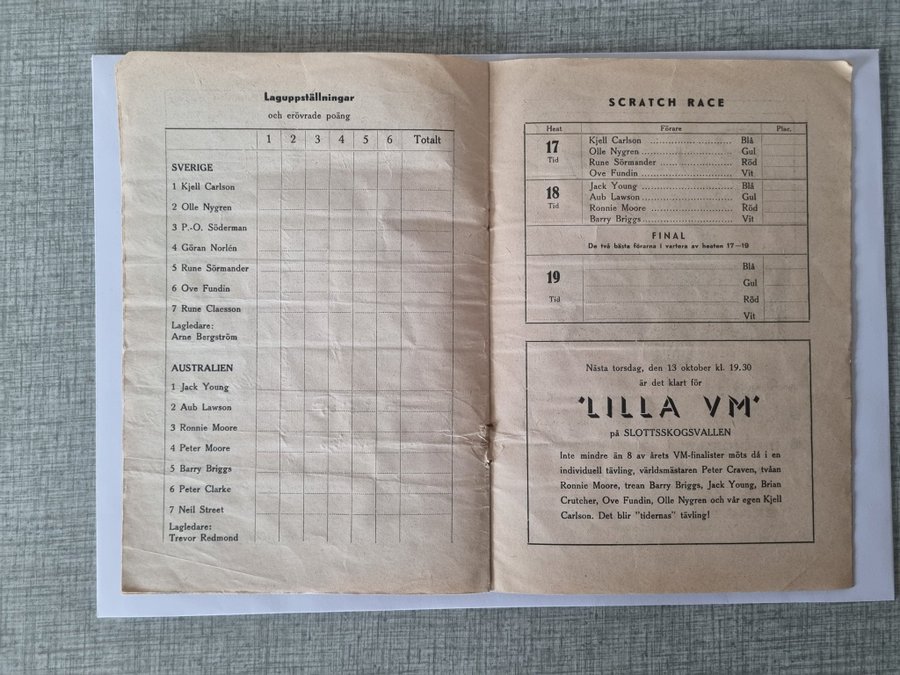 Laguppställningar
och erövrade poäng
1 2 3 4 5 6 Totalt
SVERIGE
1 Kjell Carlson
2 Olle Nygren
3 P.-O. Söderman
4 Göran Norlén
5 Rune Sörmander
6 Ove Fundin
7 Rune Claesson
Lagledare:
Arne Bergström
AUSTRALIEN
1 Jack Young
2 Aub Lawson
3 Ronnie Moore
4 Peter Moore
5 Barry Briggs
6 Peter Clarke
7 Neil Street
Lagledare:
Trevor Redmond
SCRATCH RACE
Heat Förare Plac.
17 Kjell Carlson Blå
Tid Olle Nygren Gul
Rune Sörmander Röd
Ove Fundin Vit
18 Jack Young Blå
Tid Aub Lawson Gul
Ronnie Moore Röd
Barry Briggs Vit
FINAL
De två bästa förarna i vartera av heaten 17—19
19 Blå
Gul
Tid Röd
Vit
Nästa torsdag, den 13 oktober kl. 19.30
är det klart för
'LILLA VM'
på SLOTTSSKOGSVALLEN
Inte mindre än 8 av årets VM-finalister möts då i en
individuell tävling, världsmästaren Peter Craven, tvåan
Ronnie Moore, trean Barry Briggs, Jack Young, Brian
Crutcher, Ove Fundin, Olle Nygren och vår egen Kjell
Carlson. Det blir "tidernas" tävling!